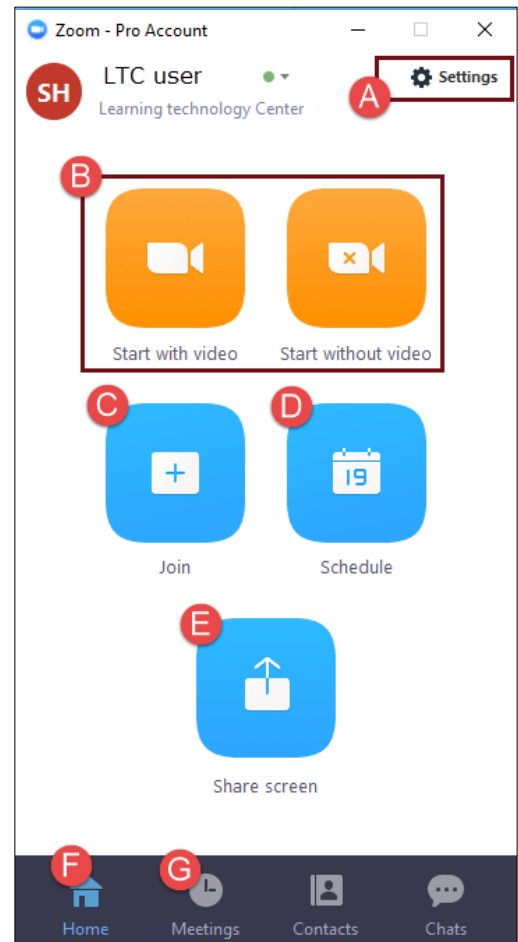 Zoom - Pro Account
SH
LTC user
A
Settings
Learning technology Center
B
Start with video
Start without video
C
D
19
Join
Schedule
E
Share screen
F
G
Home
Meetings
Contacts
Chats